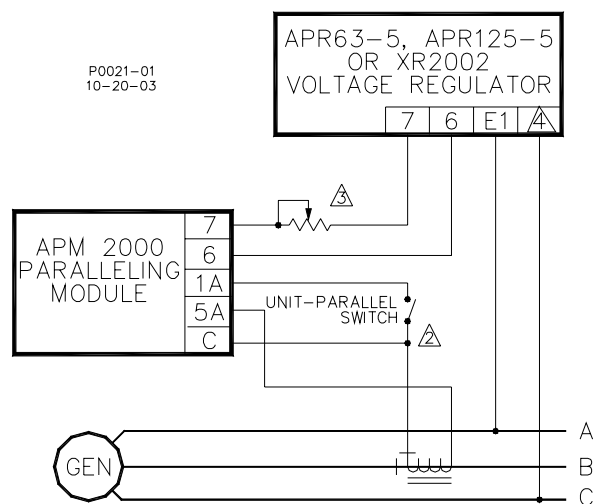 P0021-01
10-20-03
APR63-5, APR125-5
OR XR2002
VOLTAGE REGULATOR
7 6 E1 4
3
APM 2000
PARALLELING
MODULE
7
6
1A
5A
C
UNIT-PARALLEL
SWITCH
2
A
GEN
B
C